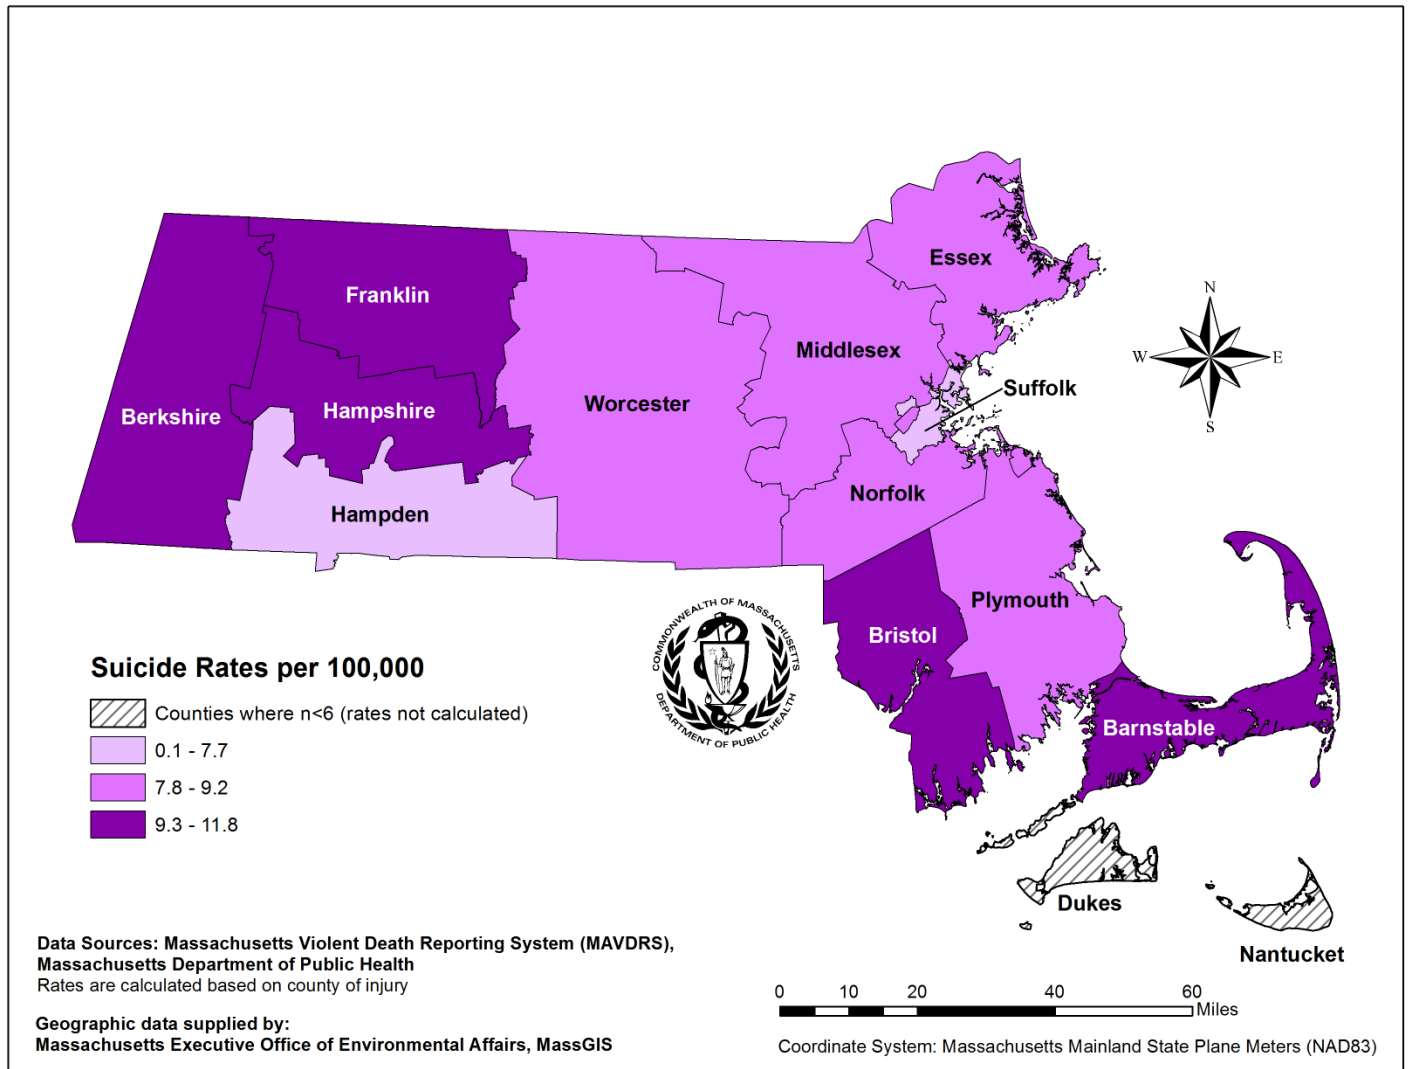 Essex
Franklin
N
Middlesex
W
E
Suffolk
Worcester
Berkshire
Hampshire
S
Norfolk
Hampden
Plymouth
Bristol
COMMONWEALTH OF MASSACHUSETTS
DEPARTMENT OF PUBLIC HEALTH
Barnstable
Dukes
Nantucket
Suicide Rates per 100,000
Counties where n<6 (rates not calculated)
0.1 - 7.7
7.8 - 9.2
9.3 - 11.8
Data Sources: Massachusetts Violent Death Reporting System (MAVDRS),
Massachusetts Department of Public Health
Rates are calculated based on county of injury
Geographic data supplied by:
Massachusetts Executive Office of Environmental Affairs, MassGIS
0 10 20 40 60
Miles
Coordinate System: Massachusetts Mainland State Plane Meters (NAD83)